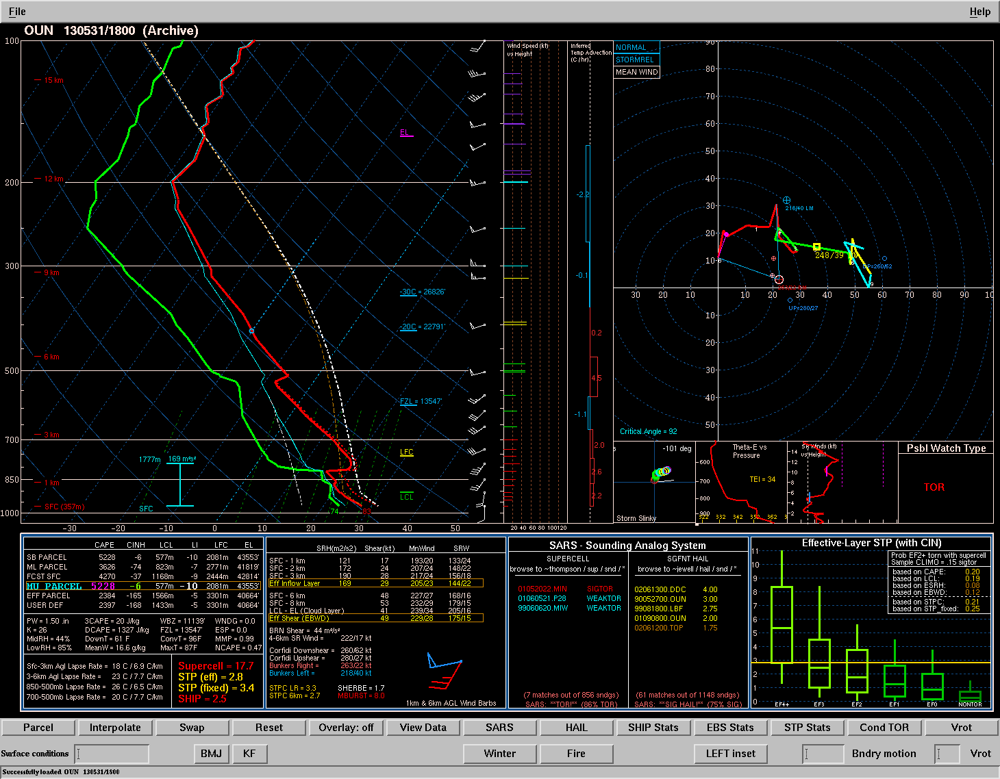 File Help
OUN 130531/1800 (Archive)
100
200
300
400
500
600
700
850
1000
15 km
12 km
9 km
6 km
3 km
1 km
SFC (357m)
EL
-30C = 26826'
-20C = 22791'
FZL = 13547'
LFC
LCL
1777m 169 m²s²
SFC
74 83
-30 -20 -10 0 10 20 30 40 50
Wind Speed (kt)
vs Height
20 40 60 80 100120
Inferred
Temp Advection
(C / hr)
-2.2
-0.1
0.2
4.5
-1.1
2.0
2.6
2.2
NORMAL
STORMREL
MEAN WIND
90
80
70
60
50
40
30
20
10
30 20 10 10 20 30 40 50 60 70 80 90 10
10
20
30
40
50
218/40 LM
248/39
DP=260/62
UP=280/27
Critical Angle = 92
-101 deg
Storm Slinky
Theta-E vs
Pressure
TEI = 34
600
700
800
900
322 332 342 352 362 3
SR Winds (kt)
vs Height
14
12
10
8
6
4
2
Psbl Watch Type
TOR
CAPE CINH LCL LI LFC EL
SB PARCEL 5228 -6 577m -10 2081m 43553'
ML PARCEL 3626 -74 823m -7 2771m 41819'
FCST SFC 4270 -37 1168m -9 2444m 42814'
MU PARCEL 5228 -6 577m -10 2081m 43553'
EFF PARCEL 2384 -165 1566m -5 3301m 40664'
USER DEF 2397 -168 1433m -5 3301m 40664'
PW = 1.50 .in 3CAPE = 20 J/kg WBZ = 11139' WNDG = 0.0
K = 26 DCAPE = 1327 J/kg FZL = 13547' ESP = 0.0
MidRH = 44% DownT = 61 F ConvT = 96F MMP = 0.99
LowRH = 85% MeanW = 16.6 g/kg MaxT = 87F NCAPE = 0.47
Sfc-3km Agl Lapse Rate = 18 C / 6.9 C/km
3-6km Agl Lapse Rate = 23 C / 7.7 C/km
850-500mb Lapse Rate = 26 C / 6.5 C/km
700-500mb Lapse Rate = 20 C / 7.7 C/km
Supercell = 17.7
STP (eff) = 2.8
STP (fixed) = 3.4
SHIP = 2.5
SRH(m2/s2) Shear(kt) MnWind SRW
SFC - 1 km 121 17 193/20 133/24
SFC - 2 km 172 24 207/24 148/22
SFC - 3 km 190 28 217/24 156/18
Eff Inflow Layer 169 29 205/23 144/22
SFC - 6 km 48 227/27 168/16
SFC - 8 km 53 232/29 179/15
LCL - EL (Cloud Layer) 41 239/34 205/16
Eff Shear (EBWD) 49 229/28 175/15
BRN Shear = 44 m²/s²
4-6km SR Wind = 222/17 kt
Corfidi Downshear = 260/62 kt
Corfidi Upshear = 280/27 kt
Bunkers Right = 263/22 kt
Bunkers Left = 218/40 kt
STPC LR = 3.3 SHERBE = 1.7
STPC 6km = 2.7 MBURST = 8.0
1km & 6km AGL Wind Barbs
SARS - Sounding Analog System
SUPERCELL SGFNT HAIL
browse to ~thompson / sup / snd / * browse to ~jewell / hail / snd / *
01052022.MIN SIGTOR
01060521.P28 WEAKTOR
99060620.MIW WEAKTOR
02061300.DDC 4.00
90052700.OUN 3.00
99081800.LBF 2.75
01090800.OUN 2.00
02061200.TOP 1.75
(7 matches out of 856 sndgs) (61 matches out of 1148 sndgs)
SARS: **TOR!** (86% TOR) SARS: **SIG HAIL!** (75% SIG)
Effective-Layer STP (with CIN)
11
10
9
8
7
6
5
4
3
2
1
0
EF4+ EF3 EF2 EF1 EF0 NONTOR
Prob EF2+ torn with supercell
Sample CLIMO = .15 sigtor
based on CAPE: 0.20
based on LCL: 0.19
based on ESRH: 0.08
based on EBWD: 0.12
based on STPC: 0.21
based on STP_fixed: 0.25
Parcel Interpolate Swap Reset Overlay: off View Data SARS HAIL SHIP Stats EBS Stats STP Stats Cond TOR Vrot
Surface conditions BMJ KF Winter Fire LEFT inset Bndry motion Vrot
Successfully loaded OUN 130531/1800